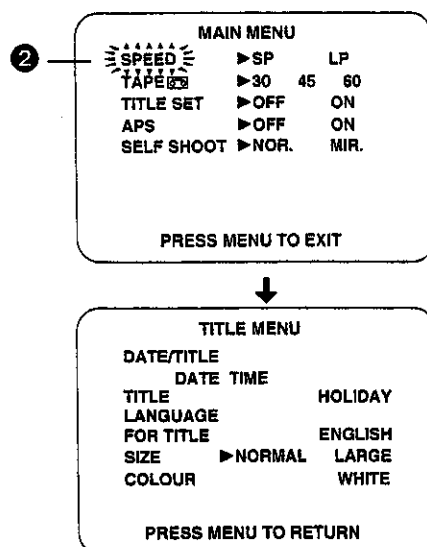 MAIN MENU
2 SPEED ▶SP LP
TAPE ▶30 45 60
TITLE SET ▶OFF ON
APS ▶OFF ON
SELF SHOOT ▶NOR. MIR.
PRESS MENU TO EXIT
TITLE MENU
DATE/TITLE
DATE TIME
TITLE HOLIDAY
LANGUAGE
FOR TITLE ENGLISH
SIZE ▶NORMAL LARGE
COLOUR WHITE
PRESS MENU TO RETURN